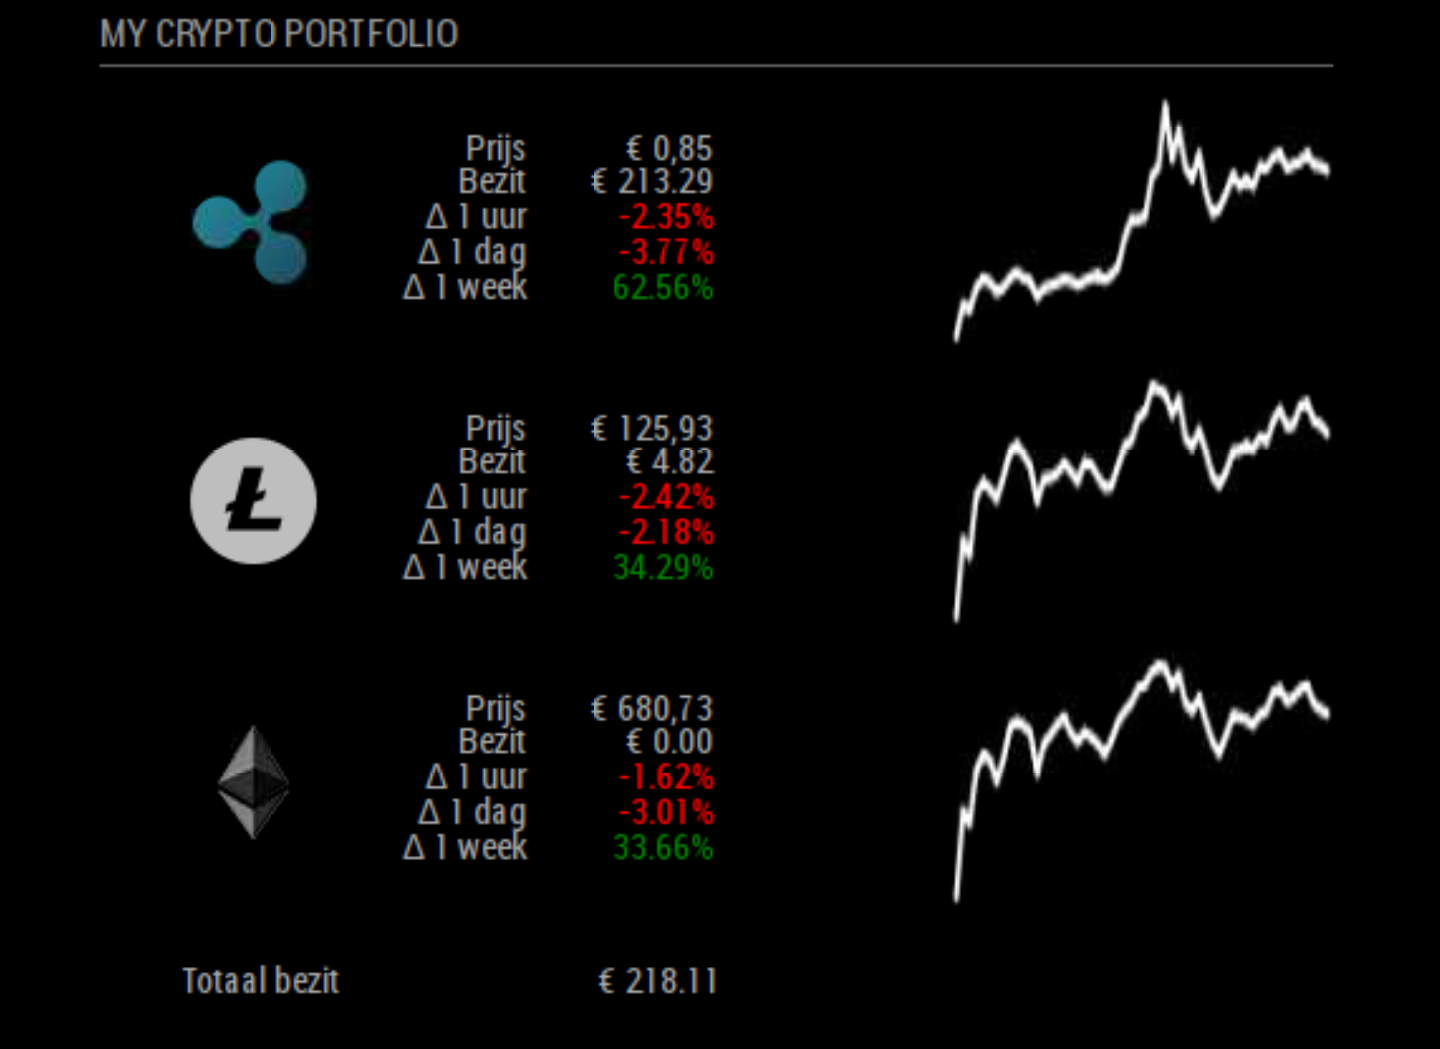 MY CRYPTO PORTFOLIO
Prijs € 0,85
Bezit € 213.29
Δ 1 uur -2.35%
Δ 1 dag -3.77%
Δ 1 week 62.56%
Prijs € 125,93
Bezit € 4.82
Δ 1 uur -2.42%
Δ 1 dag -2.18%
Δ 1 week 34.29%
Prijs € 680,73
Bezit € 0.00
Δ 1 uur -1.62%
Δ 1 dag -3.01%
Δ 1 week 33.66%
Totaal bezit € 218.11